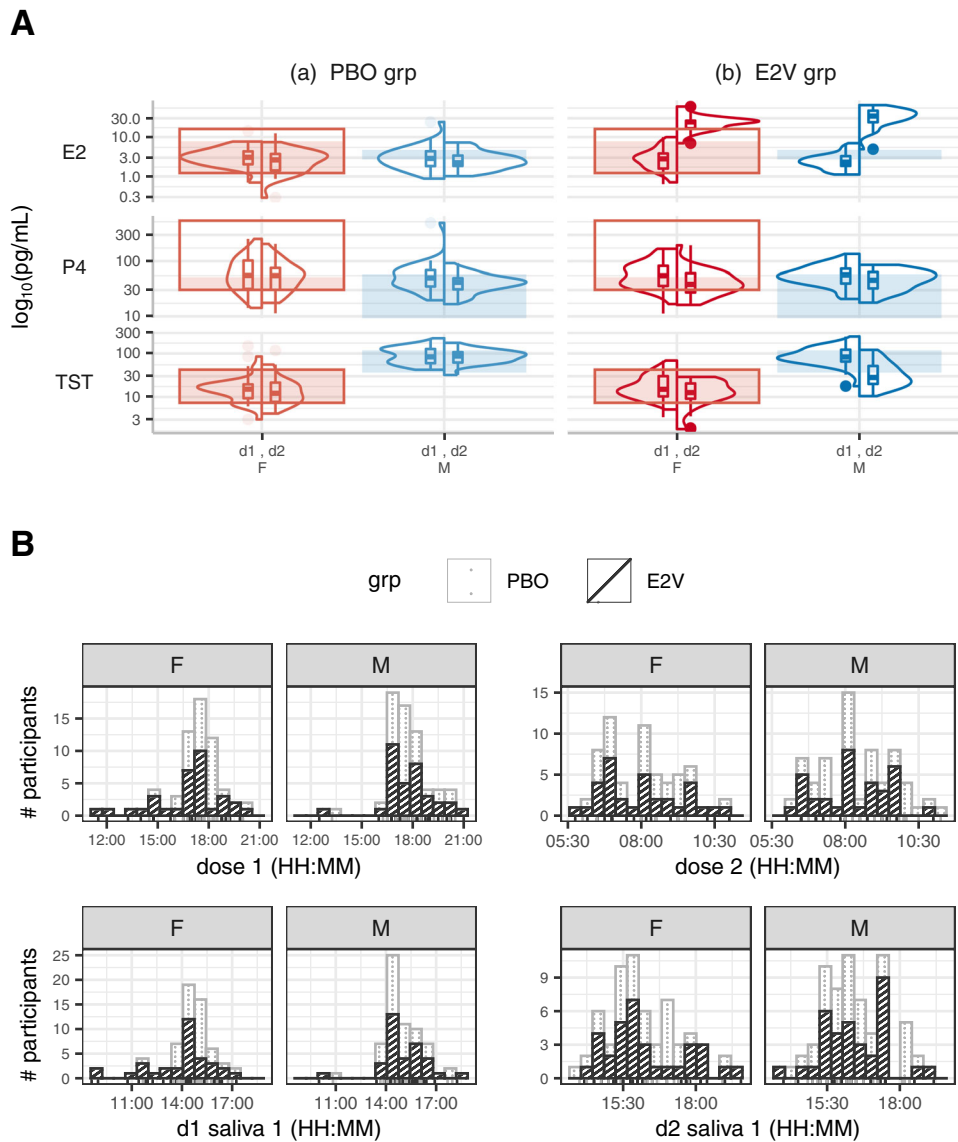 A
(a) PBO grp
(b) E2V grp
log10(pg/mL)
E2
30.0
10.0
3.0
1.0
0.3
P4
300
100
30
10
TST
300
100
30
10
3
d1 , d2
F
d1 , d2
M
d1 , d2
F
d1 , d2
M
B
grp PBO E2V
F M F M
# participants
15
10
5
0
15
10
5
0
12:00 15:00 18:00 21:00 12:00 15:00 18:00 21:00 05:30 08:00 10:30 05:30 08:00 10:30
dose 1 (HH:MM) dose 2 (HH:MM)
F M F M
# participants
25
20
15
10
5
0
9
6
3
0
11:00 14:00 17:00 11:00 14:00 17:00 15:30 18:00 15:30 18:00
d1 saliva 1 (HH:MM) d2 saliva 1 (HH:MM)